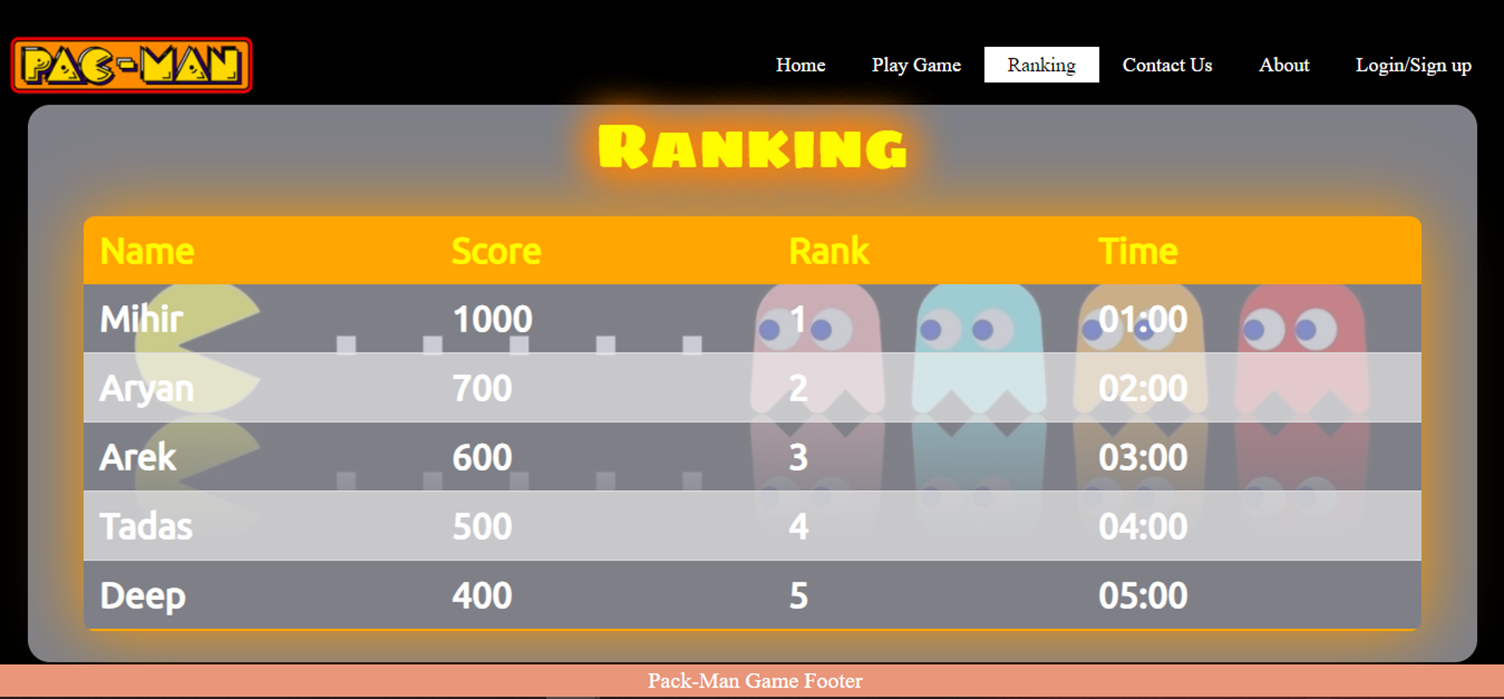 PAC-MAN
Home Play Game Ranking Contact Us About Login/Sign up
Ranking
Name Score Rank Time
Mihir 1000 1 01:00
Aryan 700 2 02:00
Arek 600 3 03:00
Tadas 500 4 04:00
Deep 400 5 05:00
Pack-Man Game Footer